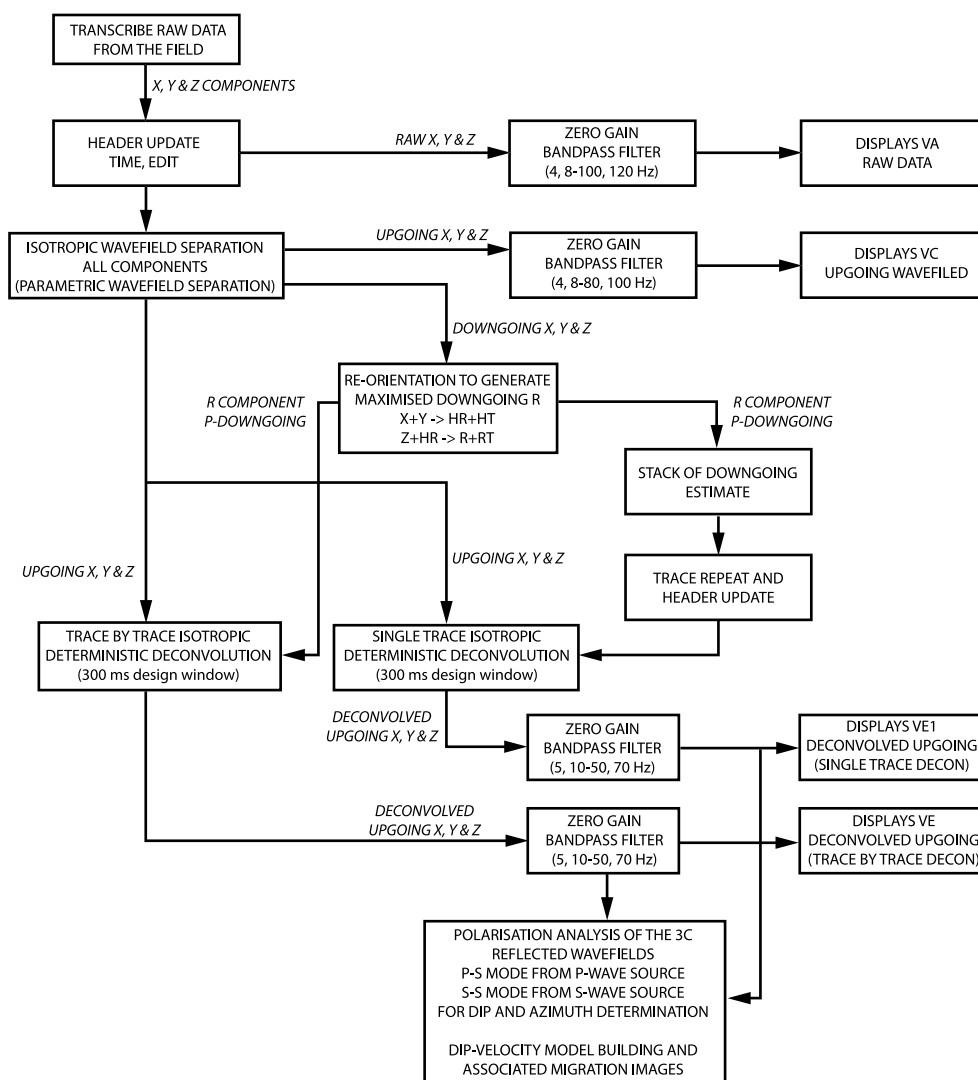 TRANSCRIBE RAW DATA
FROM THE FIELD
X, Y & Z COMPONENTS
HEADER UPDATE
TIME, EDIT
RAW X, Y & Z
ZERO GAIN
BANDPASS FILTER
(4, 8-100, 120 Hz)
DISPLAYS VA
RAW DATA
ISOTROPIC WAVEFIELD SEPARATION
ALL COMPONENTS
(PARAMETRIC WAVEFIELD SEPARATION)
UPGOING X, Y & Z
ZERO GAIN
BANDPASS FILTER
(4, 8-80, 100 Hz)
DISPLAYS VC
UPGOING WAVEFILED
DOWNGOING X, Y & Z
RE-ORIENTATION TO GENERATE
MAXIMISED DOWNGOING R
X+Y -> HR+HT
Z+HR -> R+RT
R COMPONENT
P-DOWNGOING
R COMPONENT
P-DOWNGOING
STACK OF DOWNGOING
ESTIMATE
TRACE REPEAT AND
HEADER UPDATE
UPGOING X, Y & Z
UPGOING X, Y & Z
TRACE BY TRACE ISOTROPIC
DETERMINISTIC DECONVOLUTION
(300 ms design window)
SINGLE TRACE ISOTROPIC
DETERMINISTIC DECONVOLUTION
(300 ms design window)
DECONVOLVED
UPGOING X, Y & Z
ZERO GAIN
BANDPASS FILTER
(5, 10-50, 70 Hz)
DISPLAYS VE1
DECONVOLVED UPGOING
(SINGLE TRACE DECON)
DECONVOLVED
UPGOING X, Y & Z
ZERO GAIN
BANDPASS FILTER
(5, 10-50, 70 Hz)
DISPLAYS VE
DECONVOLVED UPGOING
(TRACE BY TRACE DECON)
POLARISATION ANALYSIS OF THE 3C
REFLECTED WAVEFIELDS
P-S MODE FROM P-WAVE SOURCE
S-S MODE FROM S-WAVE SOURCE
FOR DIP AND AZIMUTH DETERMINATION
DIP-VELOCITY MODEL BUILDING AND
ASSOCIATED MIGRATION IMAGES